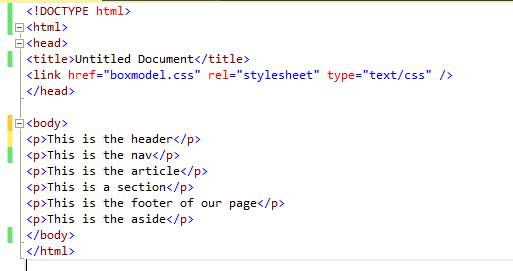 <!DOCTYPE html>
<html>
<head>
<title>Untitled Document</title>
<link href="boxmodel.css" rel="stylesheet" type="text/css" />
</head>
<body>
<p>This is the header</p>
<p>This is the nav</p>
<p>This is the article</p>
<p>This is a section</p>
<p>This is the footer of our page</p>
<p>This is the aside</p>
</body>
</html>